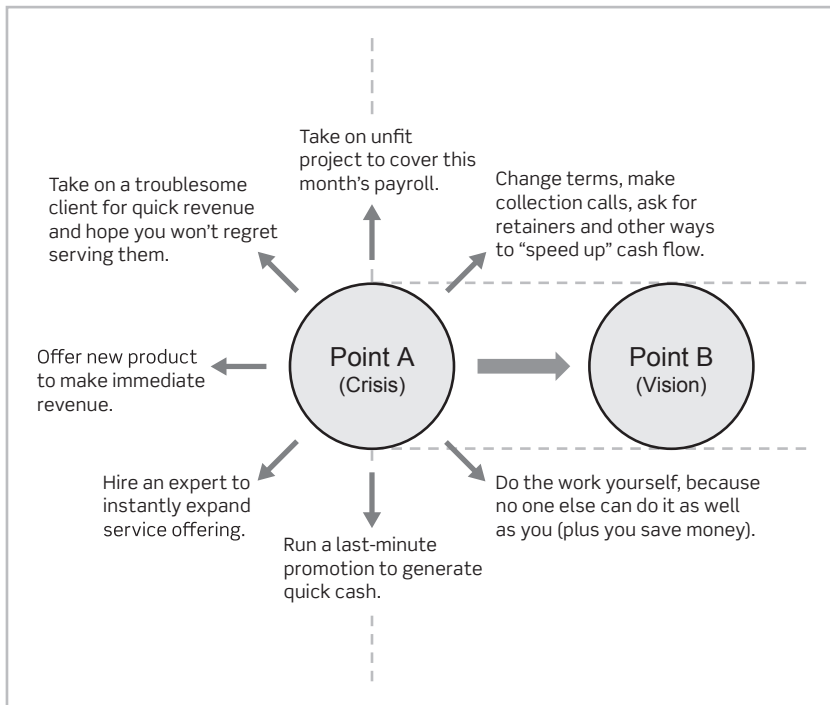 Take on unfit
project to cover this
month’s payroll.
Take on a troublesome
client for quick revenue
and hope you won’t regret
serving them.
Change terms, make
collection calls, ask for
retainers and other ways
to “speed up” cash flow.
Offer new product
to make immediate
revenue.
Point A
(Crisis)
Point B
(Vision)
Hire an expert to
instantly expand
service offering.
Run a last-minute
promotion to generate
quick cash.
Do the work yourself, because
no one else can do it as well
as you (plus you save money).